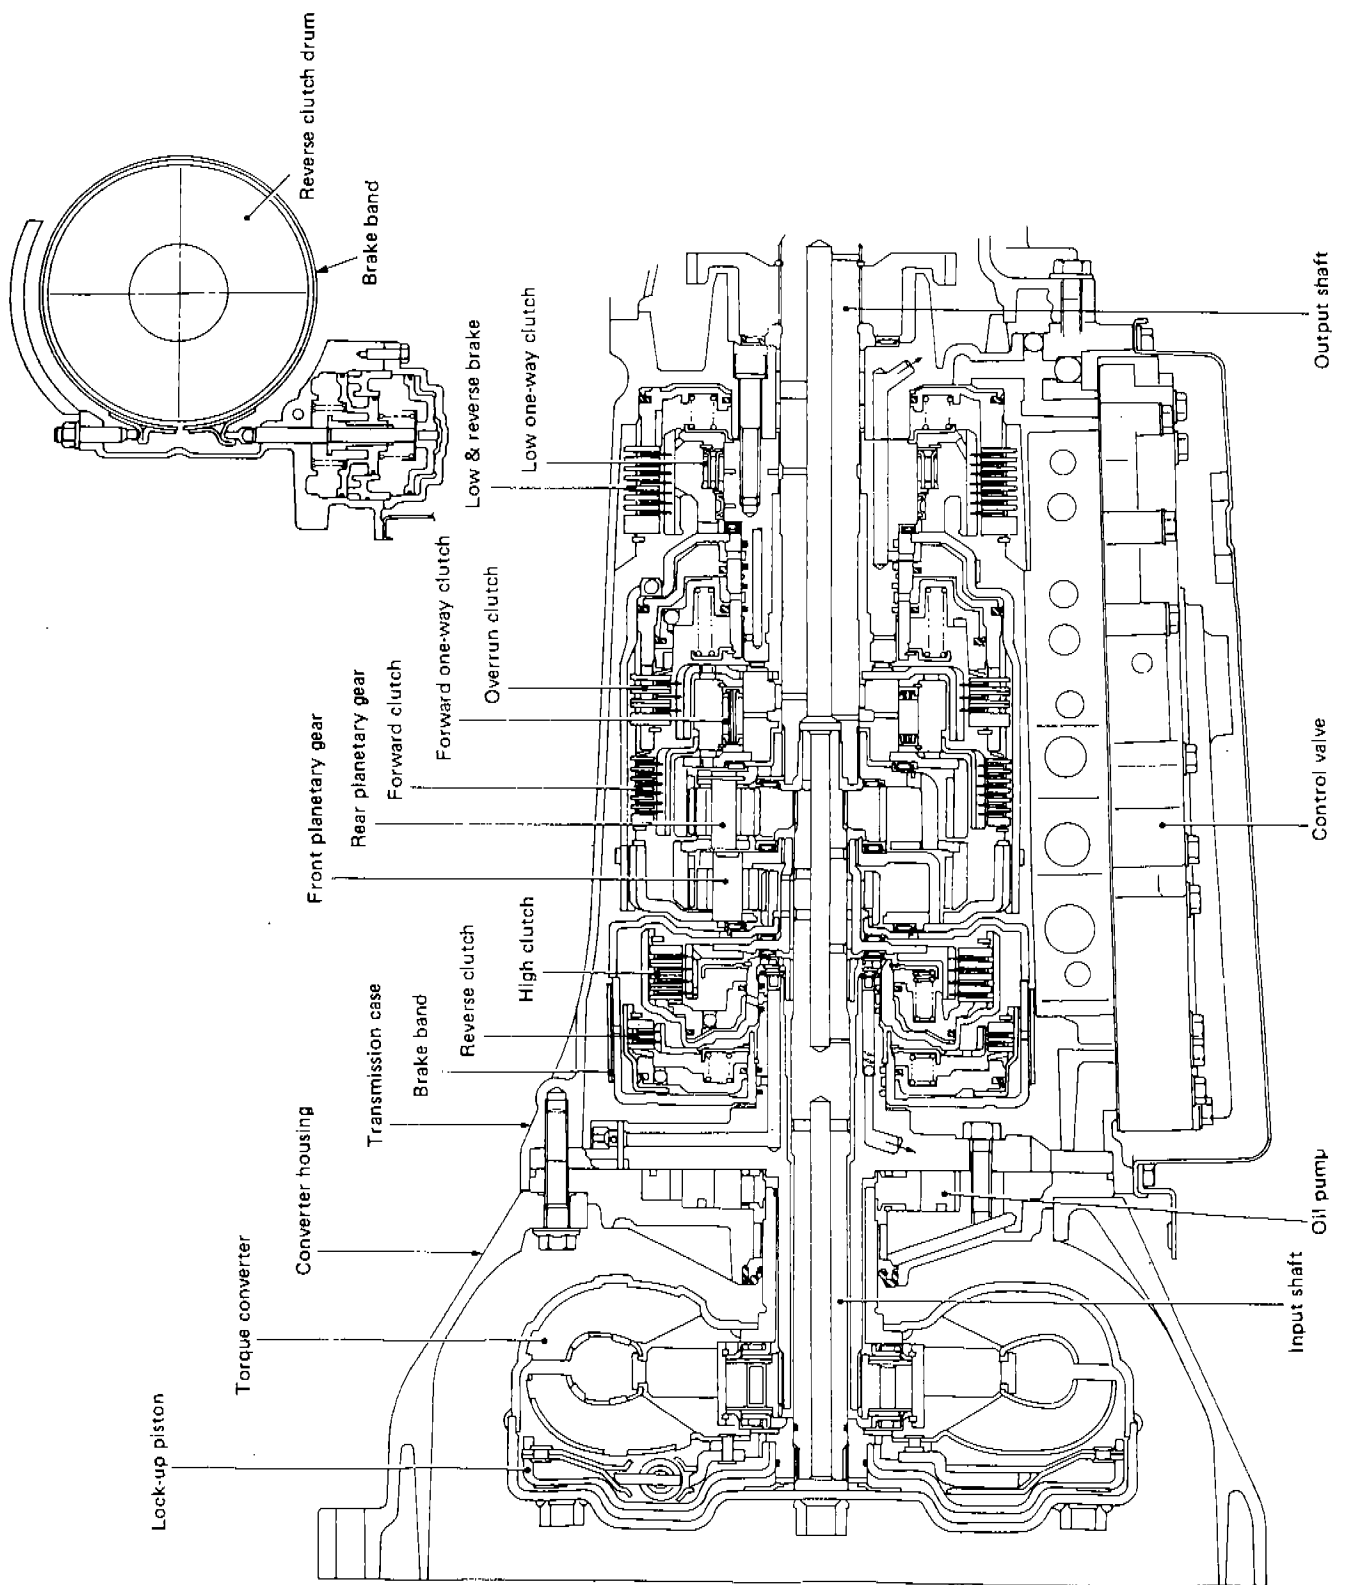 Reverse clutch drum
Brake band
Low one-way clutch
Low & reverse brake
Overrun clutch
Forward one-way clutch
Forward clutch
Rear planetary gear
Front planetary gear
High clutch
Reverse clutch
Brake band
Transmission case
Converter housing
Torque converter
Lock-up piston
Output shaft
Control valve
Oil pump
Input shaft